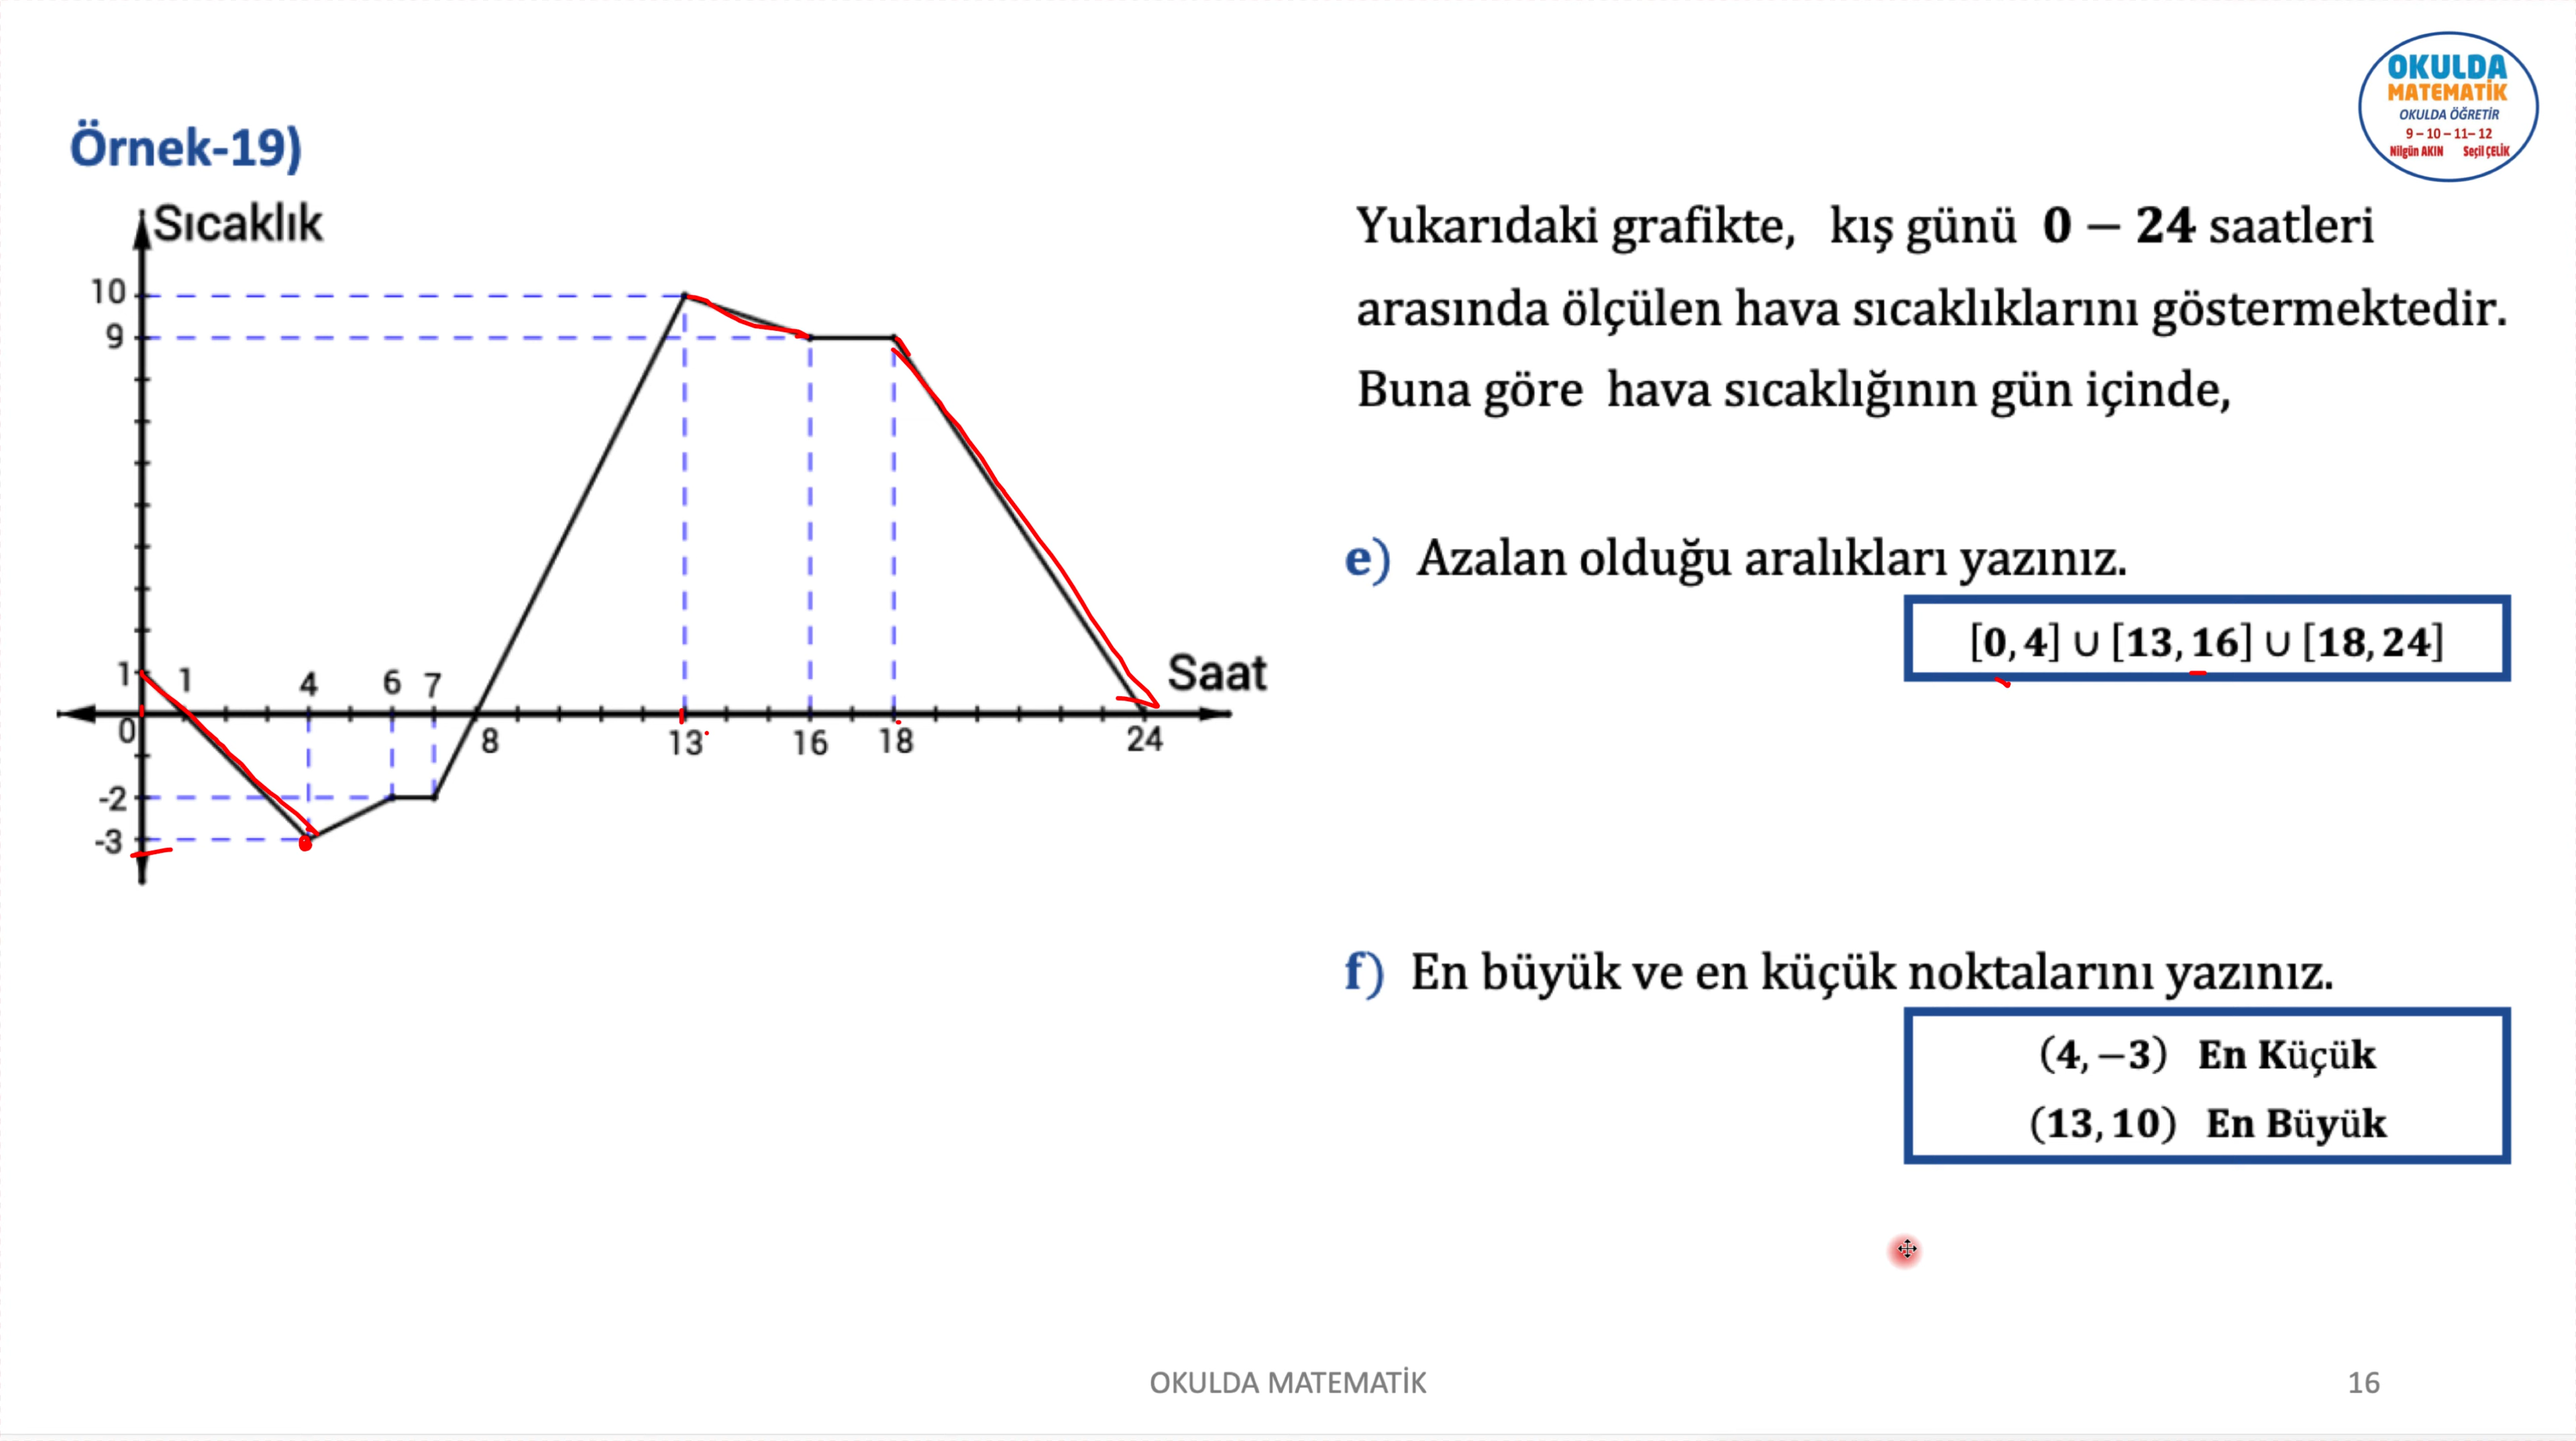 OKULDA
MATEMATİK
OKULDA ÖĞRETİR
9 – 10 – 11– 12
Nilgün AKIN Seçil ÇELİK
Örnek-19)
Sıcaklık
10
9
1
1
4
6
7
Saat
0
8
13
16
18
24
-2
-3
Yukarıdaki grafikte, kış günü 0 – 24 saatleri
arasında ölçülen hava sıcaklıklarını göstermektedir.
Buna göre hava sıcaklığının gün içinde,
e) Azalan olduğu aralıkları yazınız.
[0, 4] ∪ [13, 16] ∪ [18, 24]
f) En büyük ve en küçük noktalarını yazınız.
(4, −3) En Küçük
(13, 10) En Büyük
OKULDA MATEMATİK
16